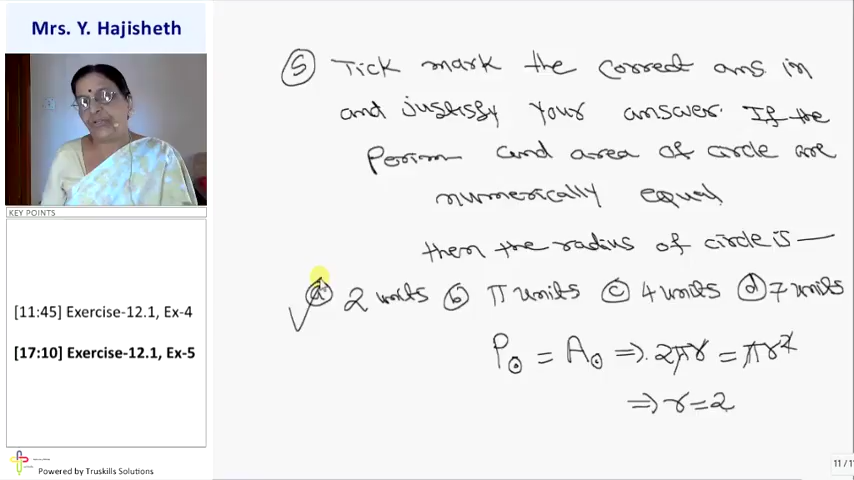 Mrs. Y. Hajisheth
KEY POINTS
[11:45] Exercise-12.1, Ex-4
[17:10] Exercise-12.1, Ex-5
Powered by Truskills Solutions
⑤ Tick mark the correct ans. in
and justisfy your answer. If the
Perim and area of circle are
numerically equal
then the radius of circle is —
✓ⓐ 2 units ⓑ π units ⓒ 4 units ⓓ 7 units
P⊙ = A⊙ ⇒ 2πr = πr²
⇒ r = 2
11 / 1